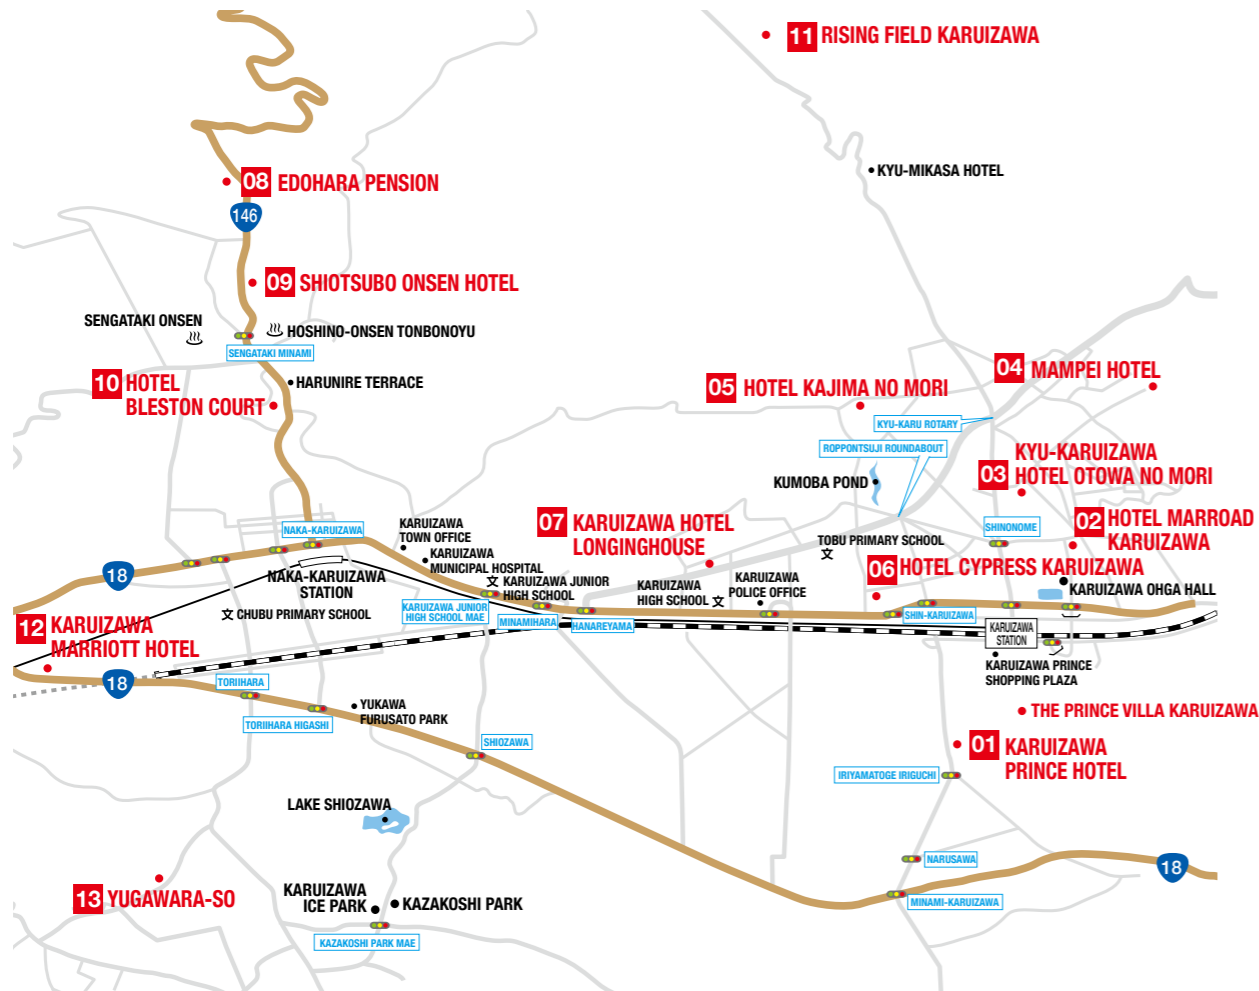 11 RISING FIELD KARUIZAWA
KYU-MIKASA HOTEL
08 EDOHARA PENSION
146
09 SHIOTSUBO ONSEN HOTEL
SENGATAKI ONSEN
HOSHINO-ONSEN TONBONOYU
SENGATAKI MINAMI
10 HOTEL
BLESTON COURT
HARUNIRE TERRACE
05 HOTEL KAJIMA NO MORI
04 MAMPEI HOTEL
KYU-KARU ROTARY
ROPPONTSUJI ROUNDABOUT
03 KYU-KARUIZAWA
HOTEL OTOWA NO MORI
KUMOBA POND
07 KARUIZAWA HOTEL
LONGINGHOUSE
02 HOTEL MARROAD
KARUIZAWA
SHINONOME
NAKA-KARUIZAWA
KARUIZAWA
TOWN OFFICE
KARUIZAWA
MUNICIPAL HOSPITAL
TOBU PRIMARY SCHOOL
文
06 HOTEL CYPRESS KARUIZAWA
18
NAKA-KARUIZAWA
STATION
文 KARUIZAWA JUNIOR
HIGH SCHOOL
KARUIZAWA
HIGH SCHOOL 文
KARUIZAWA
POLICE OFFICE
KARUIZAWA OHGA HALL
文 CHUBU PRIMARY SCHOOL
KARUIZAWA JUNIOR
HIGH SCHOOL MAE
MINAMIHARA
HANAREYAMA
SHIN-KARUIZAWA
KARUIZAWA
STATION
12 KARUIZAWA
MARRIOTT HOTEL
KARUIZAWA PRINCE
SHOPPING PLAZA
18
TORIIHARA
TORIIHARA HIGASHI
YUKAWA
FURUSATO PARK
THE PRINCE VILLA KARUIZAWA
SHIOZAWA
01 KARUIZAWA
PRINCE HOTEL
IRIYAMATOGE IRIGUCHI
LAKE SHIOZAWA
NARUSAWA
18
13 YUGAWARA-SO
KARUIZAWA
ICE PARK
KAZAKOSHI PARK
MINAMI-KARUIZAWA
KAZAKOSHI PARK MAE